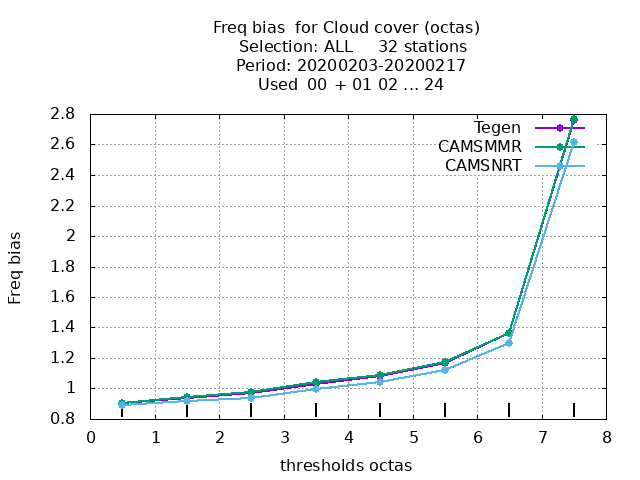 Freq bias  for Cloud cover (octas)
Selection: ALL     32 stations
Period: 20200203-20200217
Used  00  + 01 02 ... 24
Tegen
CAMSMMR
CAMSNRT
Freq bias
2.8
2.6
2.4
2.2
2
1.8
1.6
1.4
1.2
1
0.8
0 1 2 3 4 5 6 7 8
thresholds octas